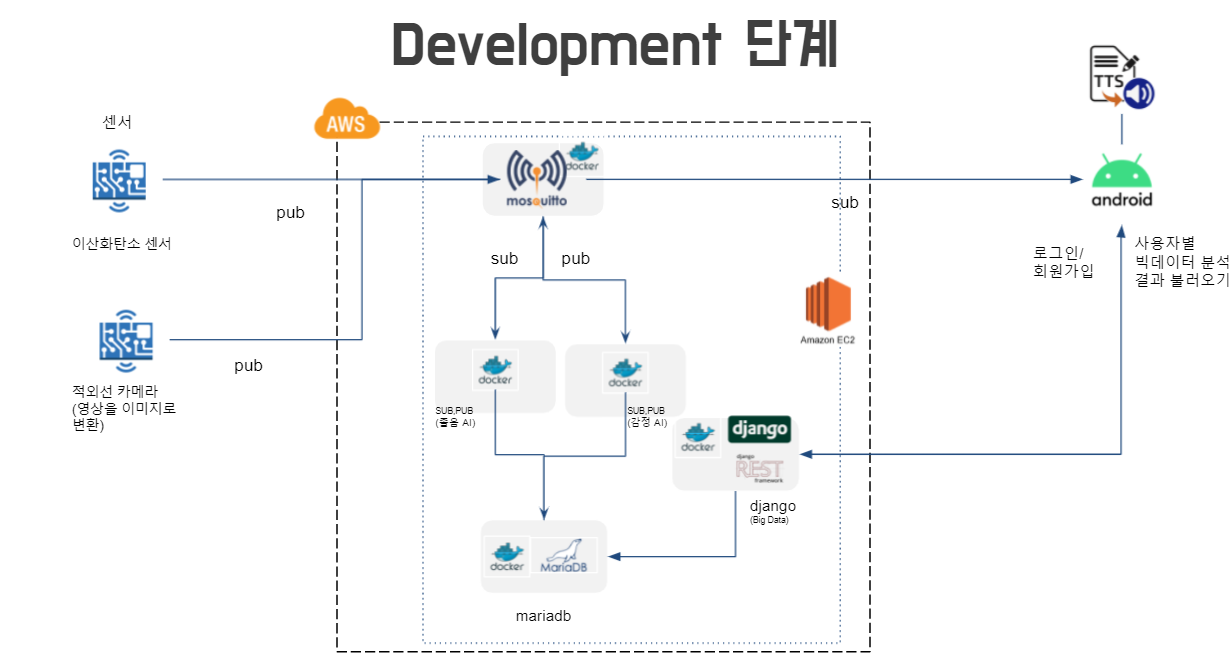 Development 단계
TTS
센서
AWS
docker
mosquitto
android
pub
sub
이산화탄소 센서
sub
pub
로그인/
회원가입
사용자별
빅데이터 분석
결과 불러오기
Amazon EC2
pub
docker
docker
적외선 카메라
(영상을 이미지로
변환)
SUB,PUB
(졸음 AI)
SUB,PUB
(감정 AI)
docker
django
django
REST
framework
django
(Big Data)
docker
MariaDB
mariadb